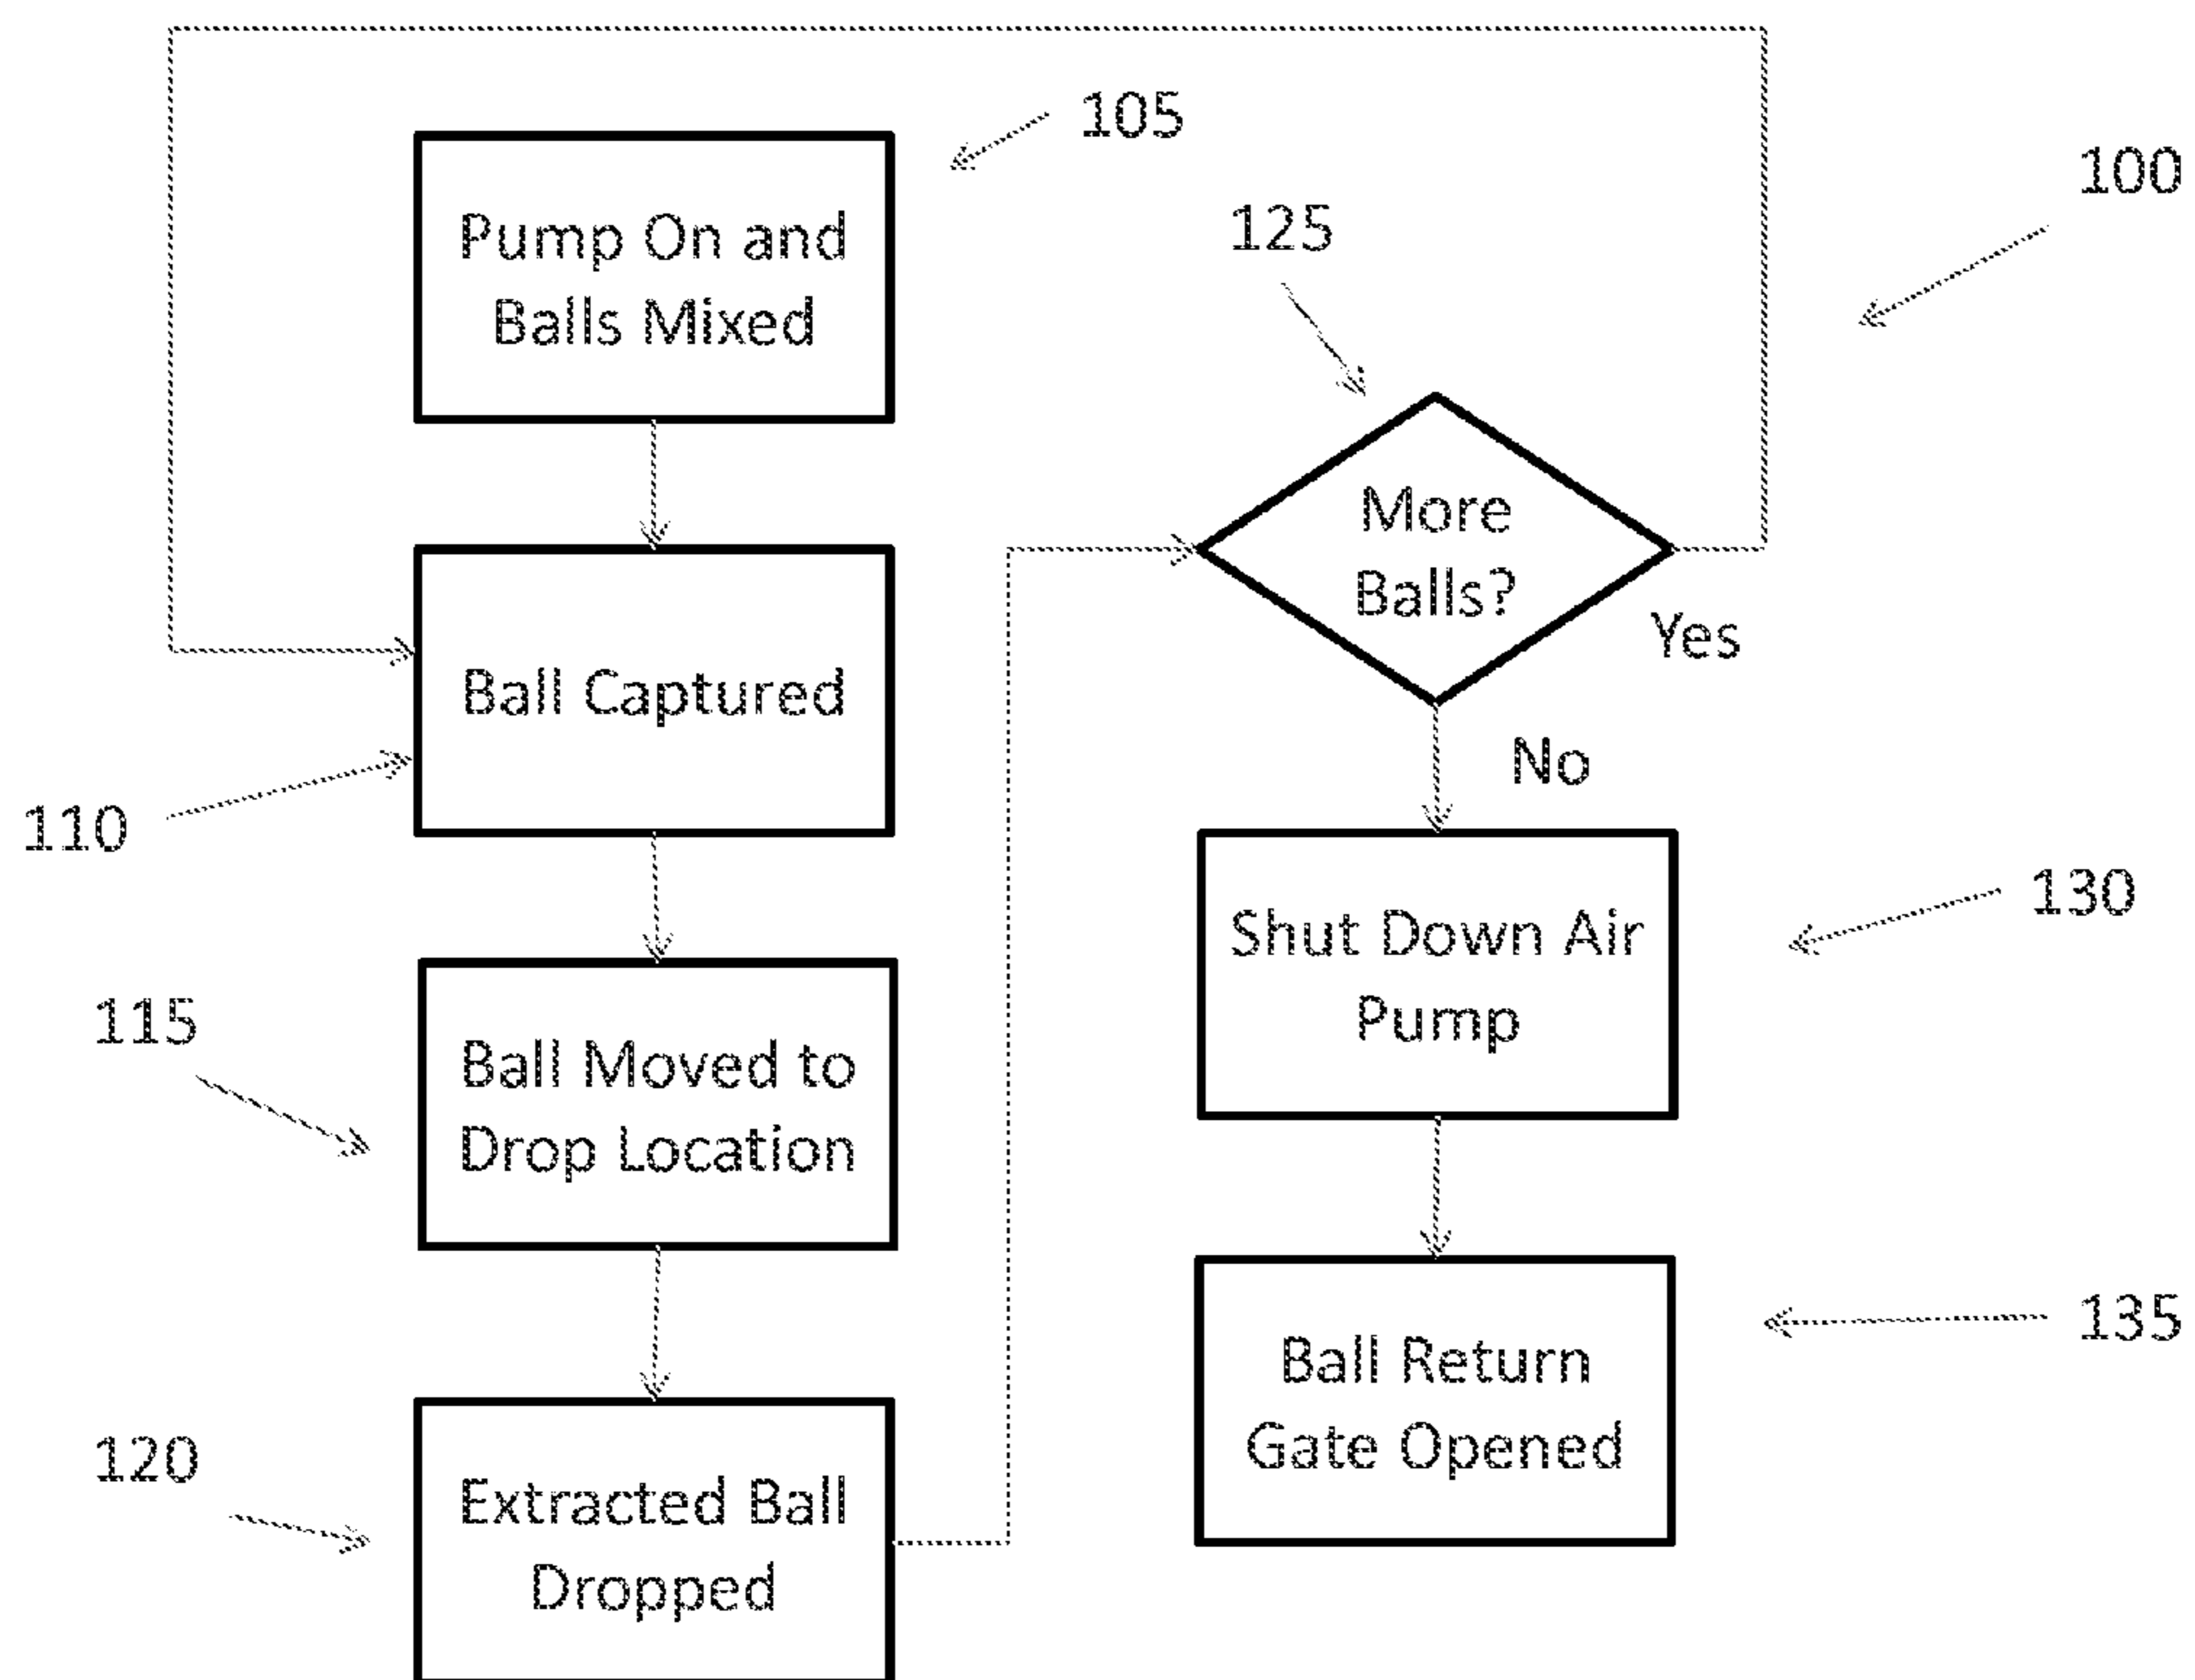 105
100
Pump On and
Balls Mixed
125
More
Balls?
Yes
Ball Captured
No
110
130
Shut Down Air
Pump
115
Ball Moved to
Drop Location
135
Ball Return
Gate Opened
120
Extracted Ball
Dropped